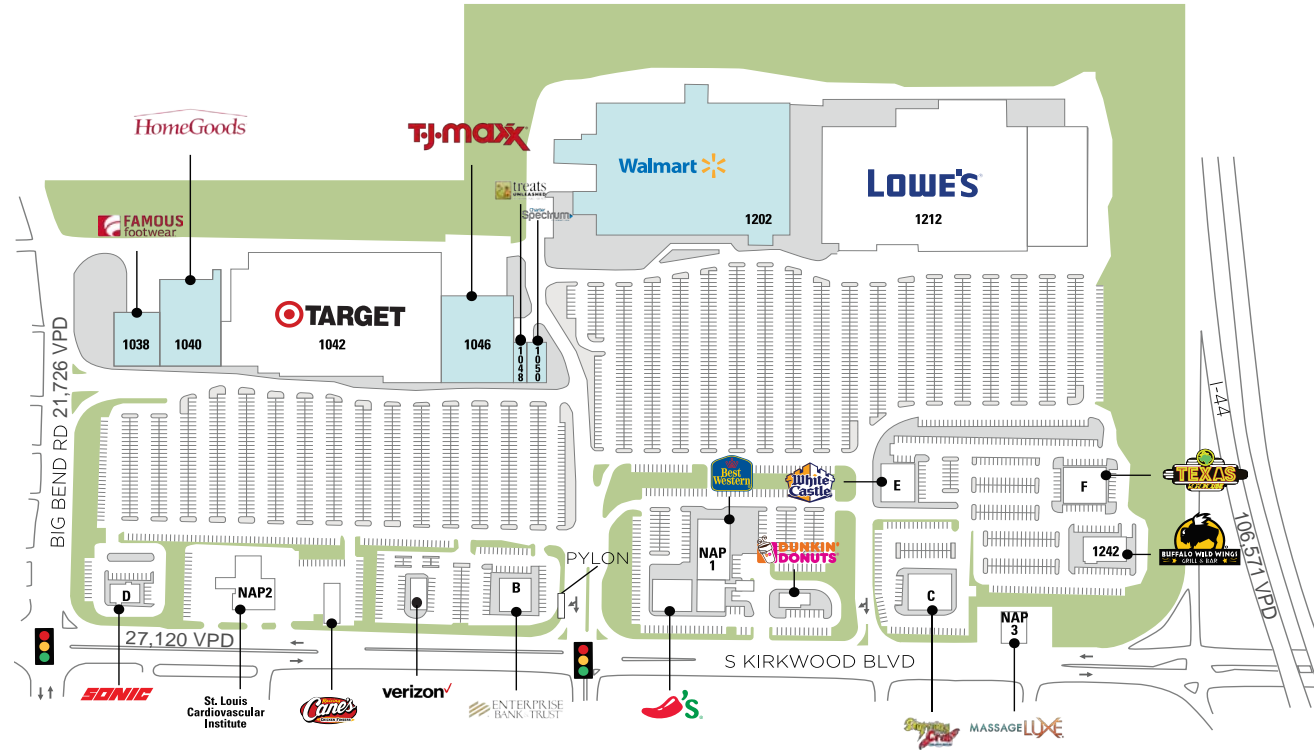 HomeGoods
T·J·maxx
treats
UNLEASHED
Charter
Spectrum
FAMOUS
footwear
Walmart
1202
LOWE'S
1212
1038
1040
TARGET
1042
1046
1048
1050
BIG BEND RD 21,726 VPD
I-44
106,571 VPD
Best
Western
White
Castle
E
F
TEXAS
NAP
1
DUNKIN'
DONUTS
1242
BUFFALO WILD WINGS
GRILL & BAR
PYLON
D
NAP2
B
C
NAP
3
27,120 VPD
S KIRKWOOD BLVD
SONIC
St. Louis
Cardiovascular
Institute
Cane's
CHICKEN FINGERS
verizon
ENTERPRISE
BANK & TRUST
'S
MASSAGE LUXE